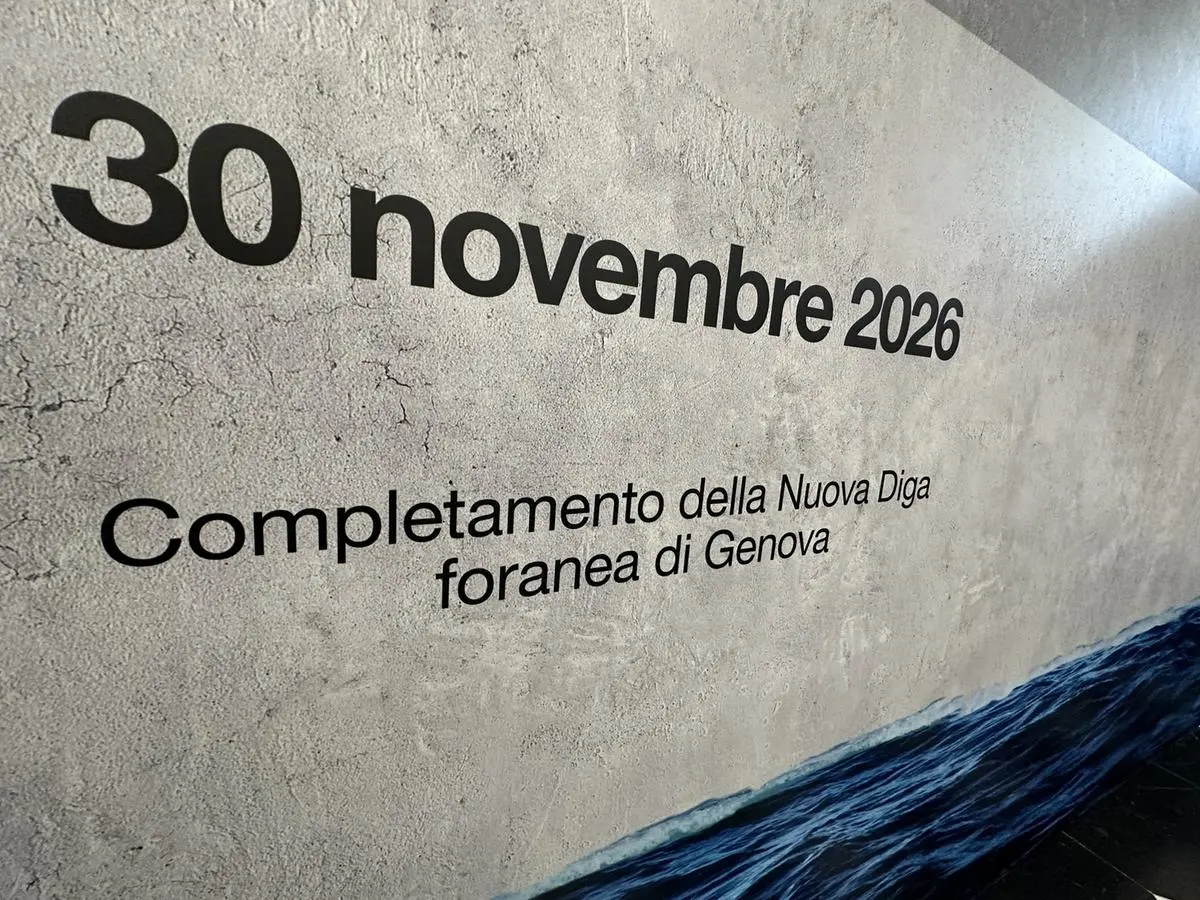 30 novembre 2026
Completamento della Nuova Diga
foranea di Genova